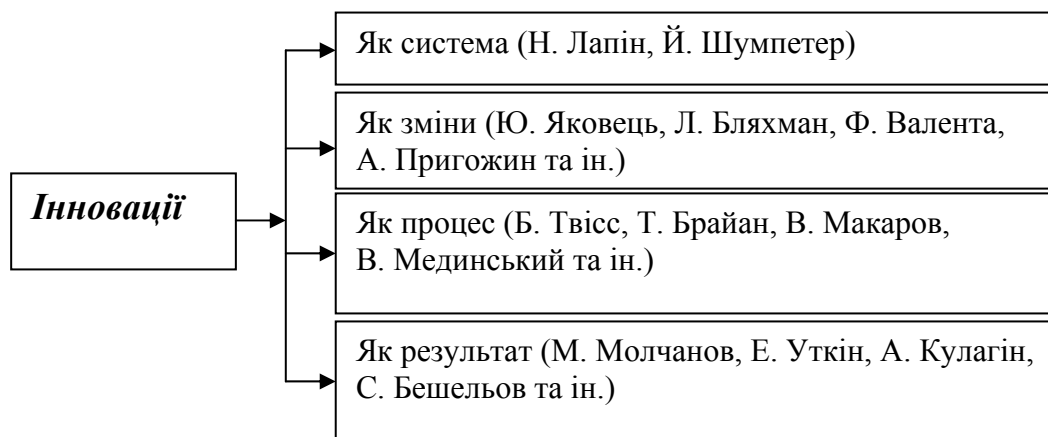 Як система (Н. Лапін, Й. Шумпетер)
Як зміни (Ю. Яковець, Л. Бляхман, Ф. Валента,
А. Пригожин та ін.)
Інновації
Як процес (Б. Твісс, Т. Брайан, В. Макаров,
В. Мединський та ін.)
Як результат (М. Молчанов, Е. Уткін, А. Кулагін,
С. Бешельов та ін.)